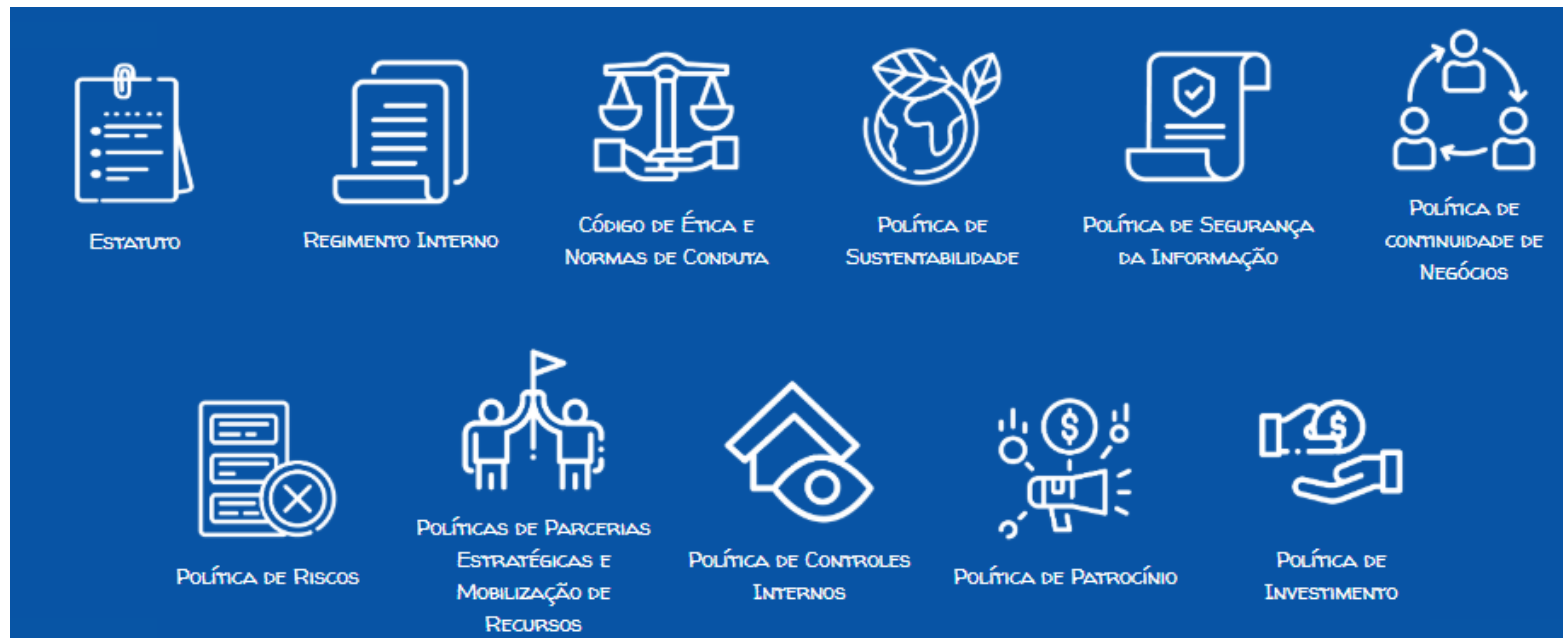 Estatuto
Regimento Interno
Código de Ética e
Normas de Conduta
Política de
Sustentabilidade
Política de Segurança
da Informação
Política de
continuidade de
Negócios
Política de Riscos
Políticas de Parcerias
Estratégicas e
Mobilização de
Recursos
Política de Controles
Internos
Política de Patrocínio
Política de
Investimento